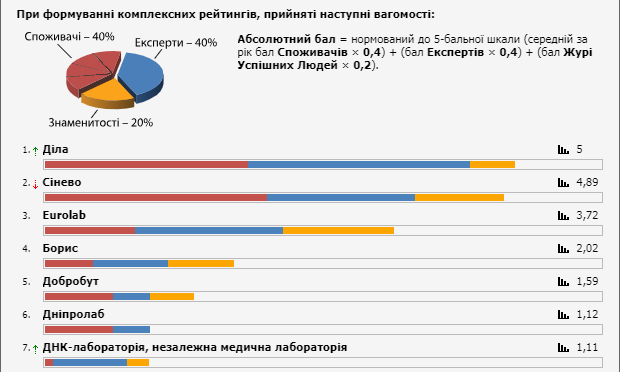 При формуванні комплексних рейтингів, прийняті наступні вагомості:
Споживачі – 40%
Експерти – 40%
Знаменитості – 20%
Абсолютний бал = нормований до 5-бальної шкали (середній за
рік бал Споживачів × 0,4) + (бал Експертів × 0,4) + (бал Журі
Успішних Людей × 0,2).
1. Діла 5
2. Сінево 4,89
3. Eurolab 3,72
4. Борис 2,02
5. Добробут 1,59
6. Дніпролаб 1,12
7. ДНК-лабораторія, незалежна медична лабораторія 1,11